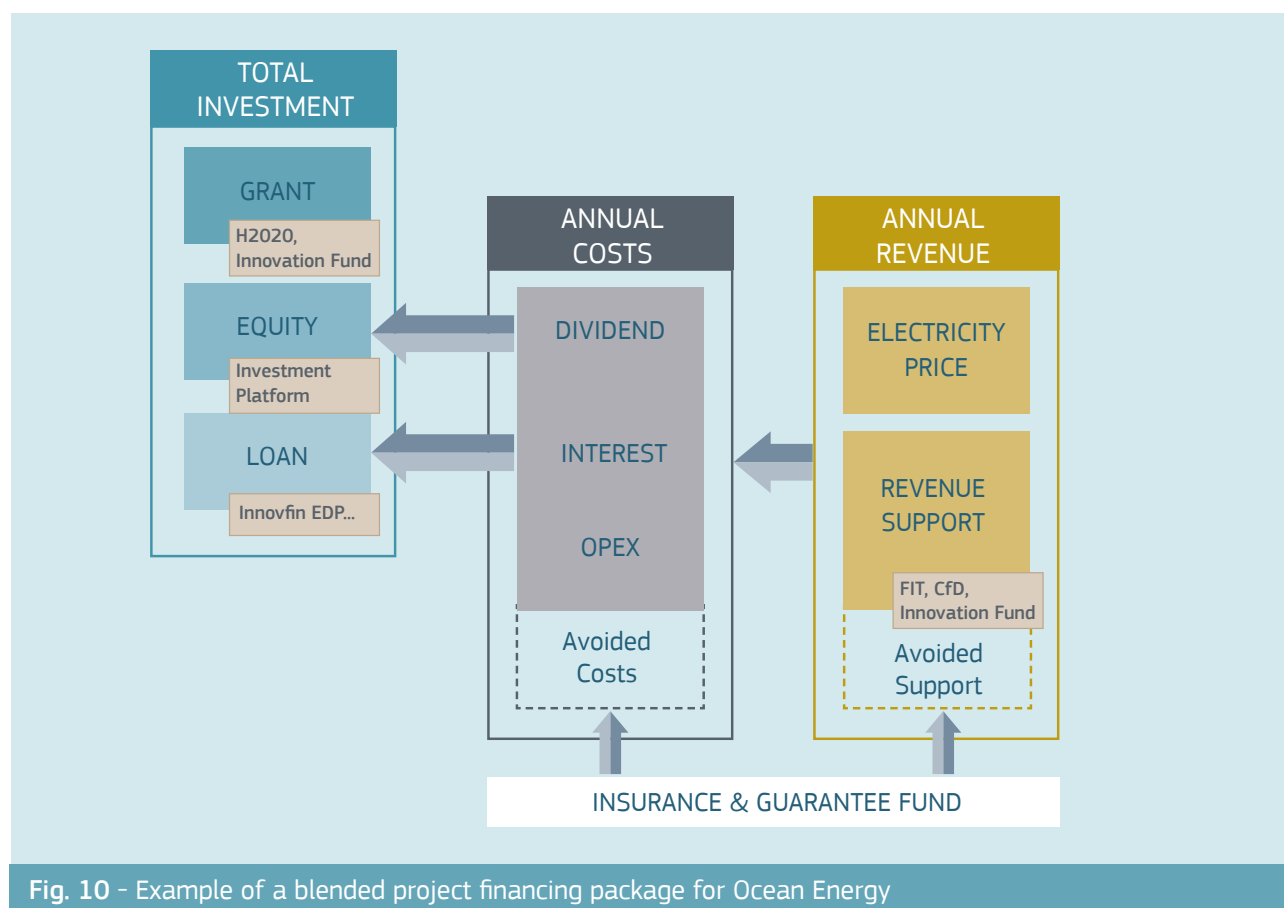 TOTAL
INVESTMENT
GRANT
H2020,
Innovation Fund
EQUITY
Investment
Platform
LOAN
Innovfin EDP...
ANNUAL
COSTS
DIVIDEND
INTEREST
OPEX
Avoided
Costs
ANNUAL
REVENUE
ELECTRICITY
PRICE
REVENUE
SUPPORT
FIT, CfD,
Innovation Fund
Avoided
Support
INSURANCE & GUARANTEE FUND
Fig. 10 - Example of a blended project financing package for Ocean Energy